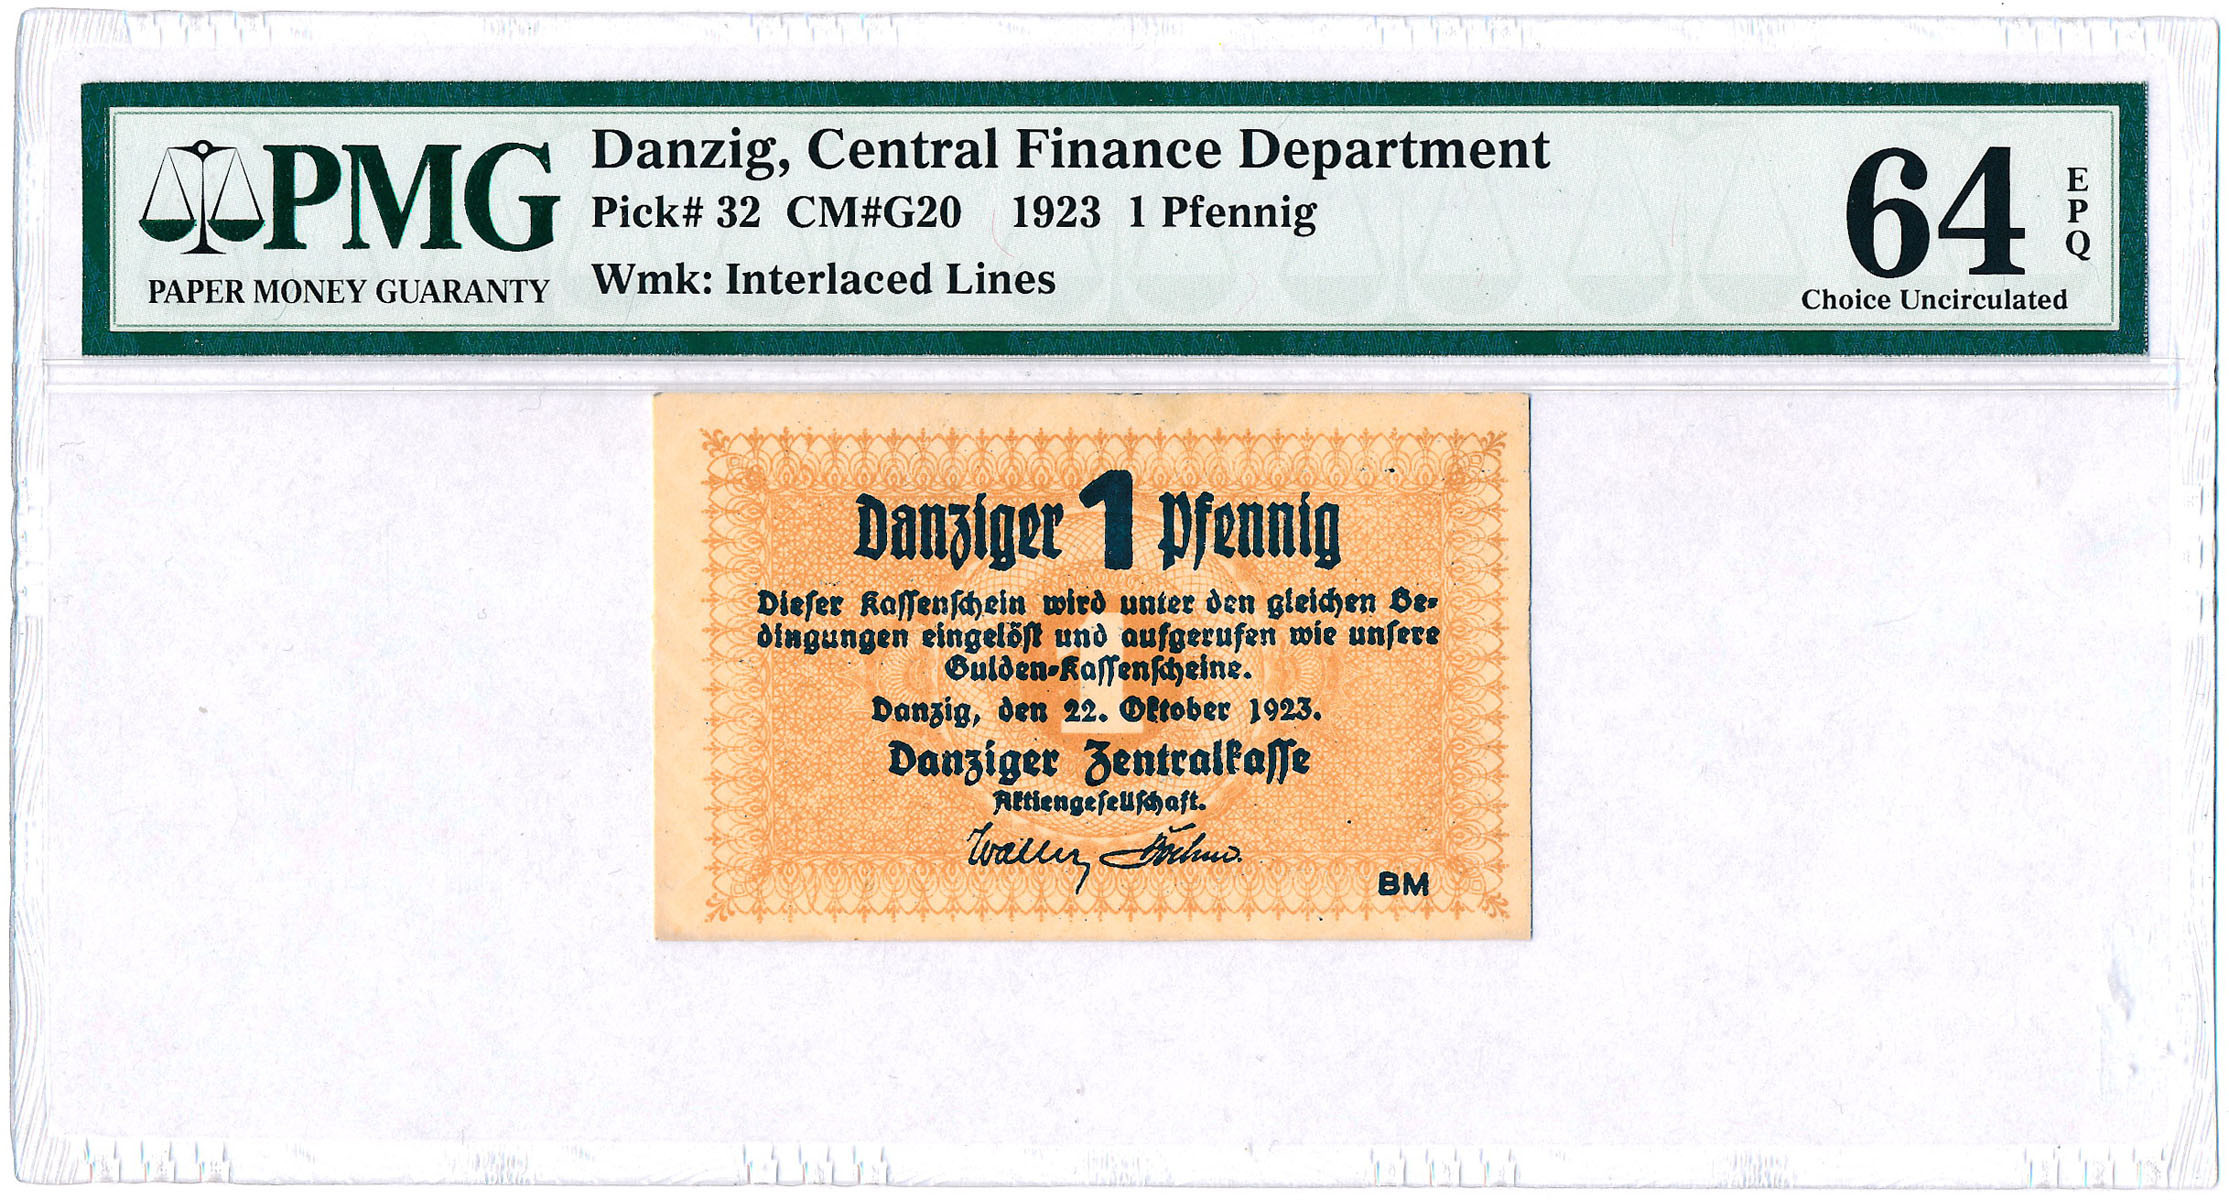 PMG
PAPER MONEY GUARANTY
Danzig, Central Finance Department
Pick# 32 CM#G20 1923 1 Pfennig
Wmk: Interlaced Lines
64
EPQ
Choice Uncirculated
Danziger 1 Pfennig
Dieser Kassenschein wird unter den gleichen Be-
dingungen eingelöst und aufgerufen wie unsere
Gulden-Kassenscheine.
Danzig, den 22. Oktober 1923.
Danziger Zentralkasse
Aktiengesellschaft.
BM
1